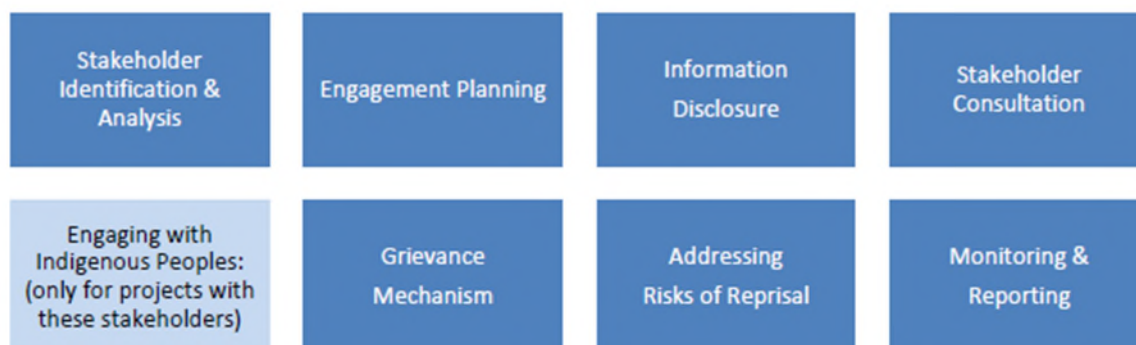 Stakeholder
Identification &
Analysis
Engagement Planning
Information
Disclosure
Stakeholder
Consultation
Engaging with
Indigenous Peoples:
(only for projects with
these stakeholders)
Grievance
Mechanism
Addressing
Risks of Reprisal
Monitoring &
Reporting